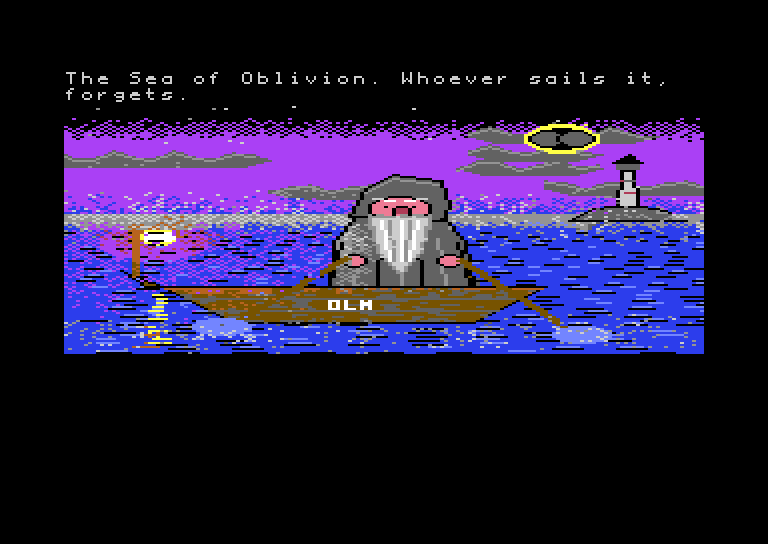 The Sea of Oblivion. Whoever sails it,
forgets.
OLM